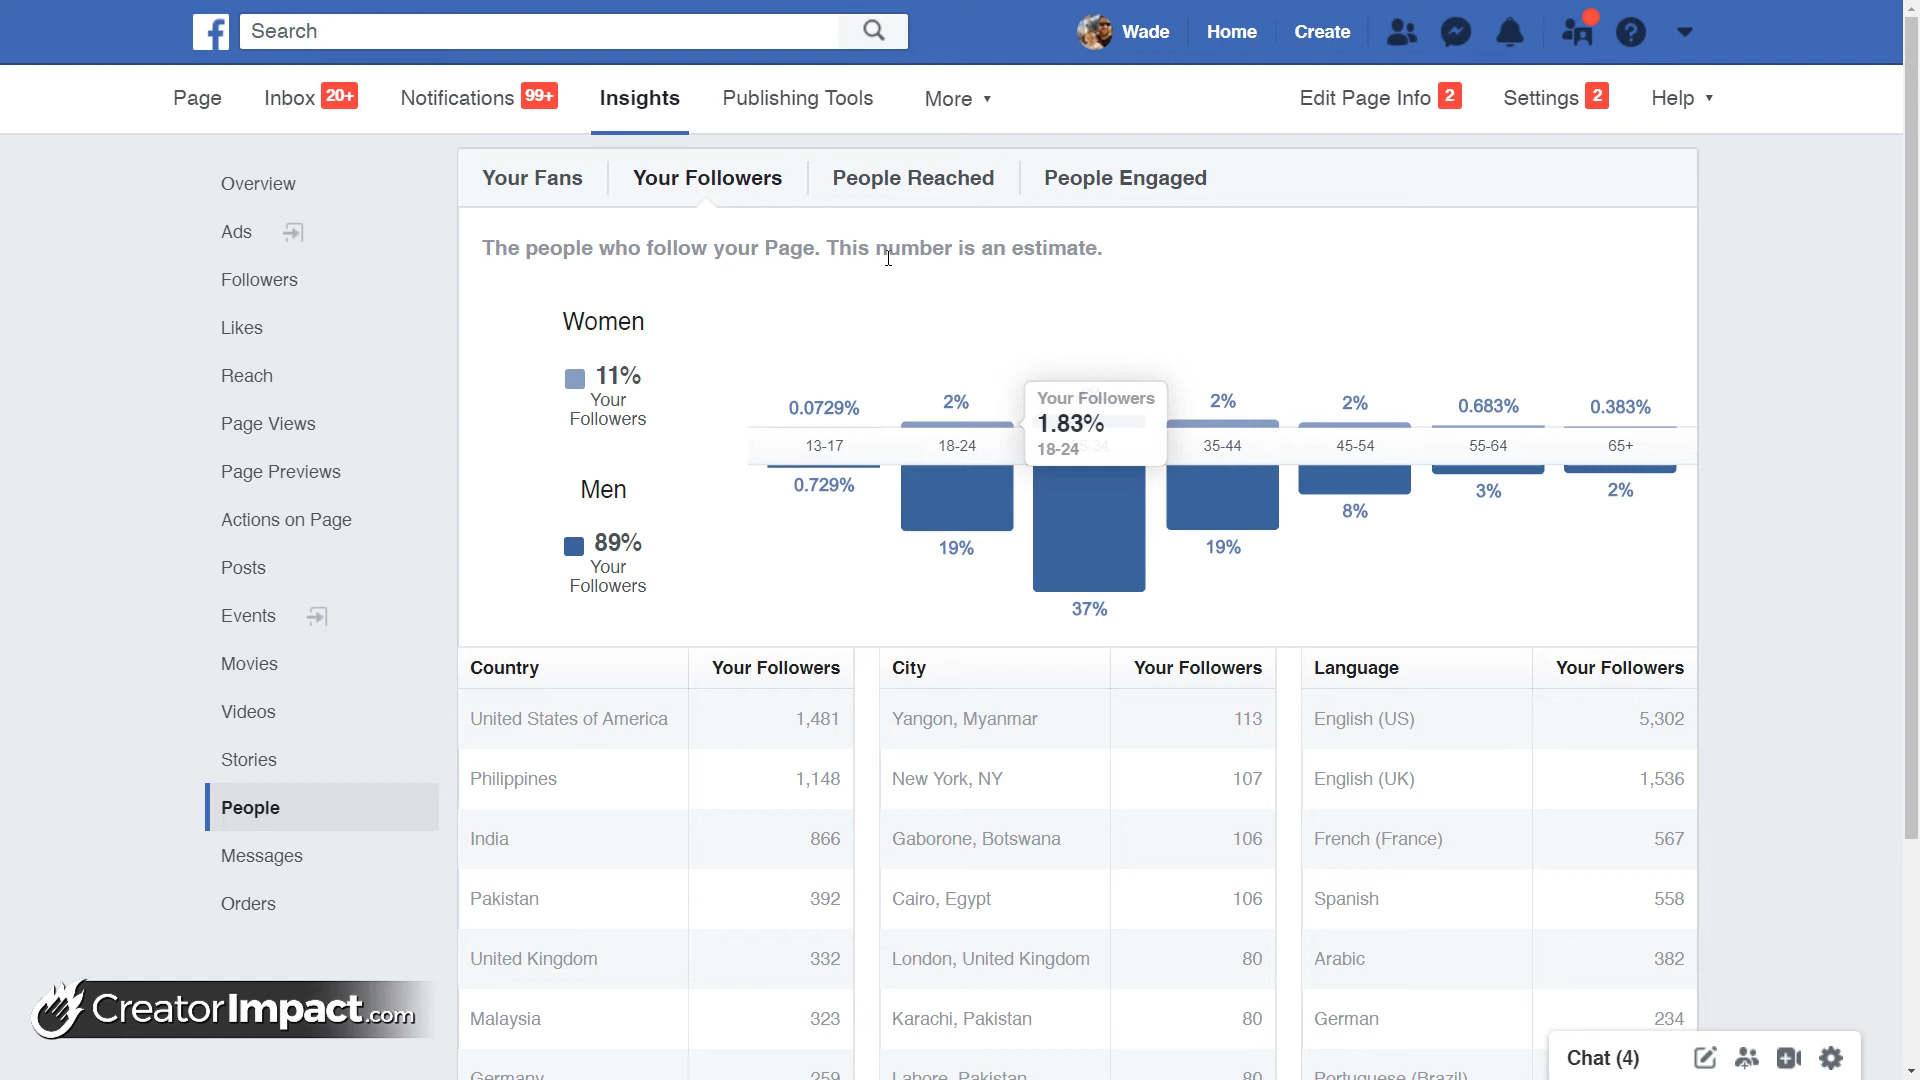 Search
Wade Home Create
Page Inbox 20+ Notifications 99+ Insights Publishing Tools More Edit Page Info 2 Settings 2 Help
Overview
Ads
Followers
Likes
Reach
Page Views
Page Previews
Actions on Page
Posts
Events
Movies
Videos
Stories
People
Messages
Orders
Your Fans Your Followers People Reached People Engaged
The people who follow your Page. This number is an estimate.
Women
11%
Your
Followers
Men
89%
Your
Followers
0.0729% 2% 2% 2% 0.683% 0.383%
Your Followers
1.83%
18-24
13-17 18-24 35-44 45-54 55-64 65+
0.729% 19% 37% 19% 8% 3% 2%
Country Your Followers
United States of America 1,481
Philippines 1,148
India 866
Pakistan 392
United Kingdom 332
Malaysia 323
Germany 259
City Your Followers
Yangon, Myanmar 113
New York, NY 107
Gaborone, Botswana 106
Cairo, Egypt 106
London, United Kingdom 80
Karachi, Pakistan 80
Lahore, Pakistan 80
Language Your Followers
English (US) 5,302
English (UK) 1,536
French (France) 567
Spanish 558
Arabic 382
German 234
Portuguese (Brazil)
Chat (4)
CreatorImpact.com